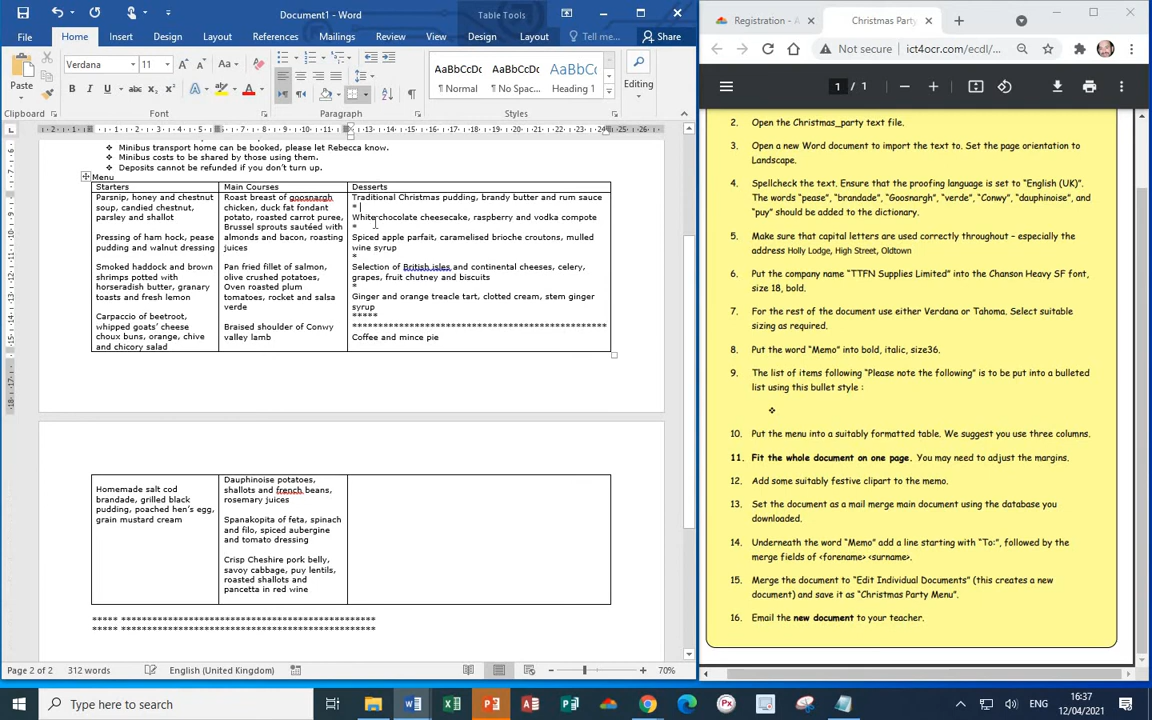 Document1 - Word
Table Tools
File
Home
Insert
Design
Layout
References
Mailings
Review
View
Design
Layout
Tell me...
Share
Paste
Verdana
11
Aa
B I U abc x₂ x²
A
AaBbCcDc
AaBbCcDc
AaBbCc
¶ Normal
¶ No Spac...
Heading 1
Editing
Clipboard
Font
Paragraph
Styles
❖ Minibus transport home can be booked, please let Rebecca know.
❖ Minibus costs to be shared by those using them.
❖ Deposits cannot be refunded if you don't turn up.
Menu
Starters
Parsnip, honey and chestnut
soup, candied chestnut,
parsley and shallot
Pressing of ham hock, pease
pudding and walnut dressing
Smoked haddock and brown
shrimps potted with
horseradish butter, granary
toasts and fresh lemon
Carpaccio of beetroot,
whipped goats' cheese
choux buns, orange, chive
and chicory salad
Main Courses
Roast breast of goosnargh
chicken, duck fat fondant
potato, roasted carrot puree,
Brussel sprouts sautéed with
almonds and bacon, roasting
juices
Pan fried fillet of salmon,
olive crushed potatoes,
Oven roasted plum
tomatoes, rocket and salsa
verde
Braised shoulder of Conwy
valley lamb
Desserts
Traditional Christmas pudding, brandy butter and rum sauce
*
White chocolate cheesecake, raspberry and vodka compote
*
Spiced apple parfait, caramelised brioche croutons, mulled
wine syrup
*
Selection of British isles and continental cheeses, celery,
grapes, fruit chutney and biscuits
*
Ginger and orange treacle tart, clotted cream, stem ginger
syrup
*****
Coffee and mince pie
Homemade salt cod
brandade, grilled black
pudding, poached hen's egg,
grain mustard cream
Dauphinoise potatoes,
shallots and french beans,
rosemary juices
Spanakopita of feta, spinach
and filo, spiced aubergine
and tomato dressing
Crisp Cheshire pork belly,
savoy cabbage, puy lentils,
roasted shallots and
pancetta in red wine
Page 2 of 2
312 words
English (United Kingdom)
70%
Registration - A
Christmas Party
Not secure
ict4ocr.com/ecdl/...
1 / 1
2. Open the Christmas_party text file.
3. Open a new Word document to import the text to. Set the page orientation to
Landscape.
4. Spellcheck the text. Ensure that the proofing language is set to "English (UK)".
The words "pease", "brandade", "Goosnargh", "verde", "Conwy", "dauphinoise", and
"puy" should be added to the dictionary.
5. Make sure that capital letters are used correctly throughout – especially the
address Holly Lodge, High Street, Oldtown
6. Put the company name "TTFN Supplies Limited" into the Chanson Heavy SF font,
size 18, bold.
7. For the rest of the document use either Verdana or Tahoma. Select suitable
sizing as required.
8. Put the word "Memo" into bold, italic, size36.
9. The list of items following "Please note the following" is to be put into a bulleted
list using this bullet style :
❖
10. Put the menu into a suitably formatted table. We suggest you use three columns.
11. Fit the whole document on one page. You may need to adjust the margins.
12. Add some suitably festive clipart to the memo.
13. Set the document as a mail merge main document using the database you
downloaded.
14. Underneath the word "Memo" add a line starting with "To:", followed by the
merge fields of <forename> <surname>.
15. Merge the document to "Edit Individual Documents" (this creates a new
document) and save it as "Christmas Party Menu".
16. Email the new document to your teacher.
Type here to search
ENG
16:37
12/04/2021